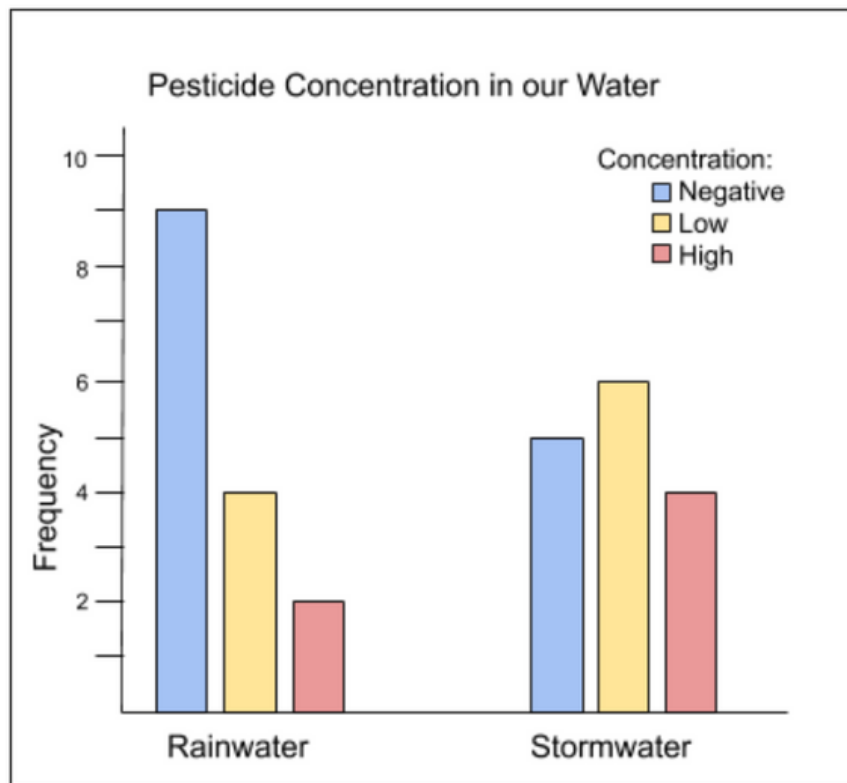 Pesticide Concentration in our Water
Concentration:
Negative
Low
High
10
8
6
4
2
Frequency
Rainwater
Stormwater